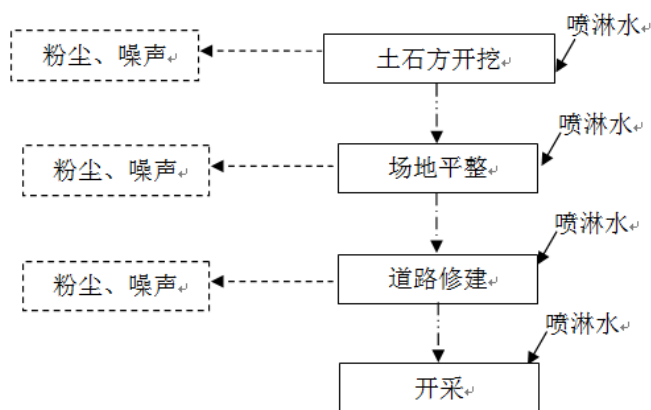 喷淋水
粉尘、噪声
土石方开挖
喷淋水
粉尘、噪声
场地平整
喷淋水
粉尘、噪声
道路修建
喷淋水
开采